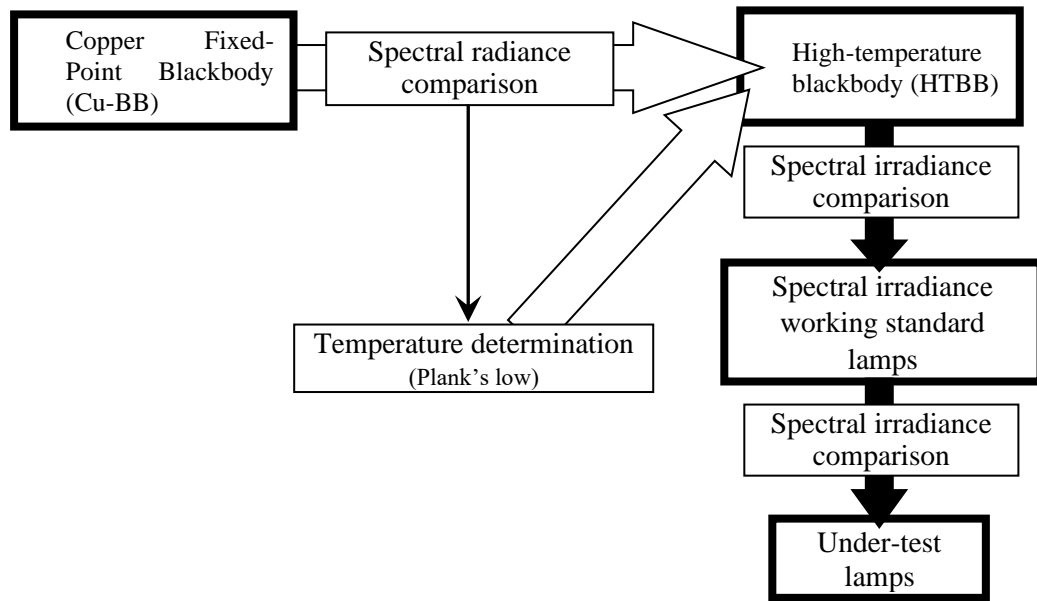 Copper Fixed-
Point Blackbody
(Cu-BB)
Spectral radiance
comparison
High-temperature
blackbody (HTBB)
Spectral irradiance
comparison
Temperature determination
(Plank’s low)
Spectral irradiance
working standard
lamps
Spectral irradiance
comparison
Under-test
lamps